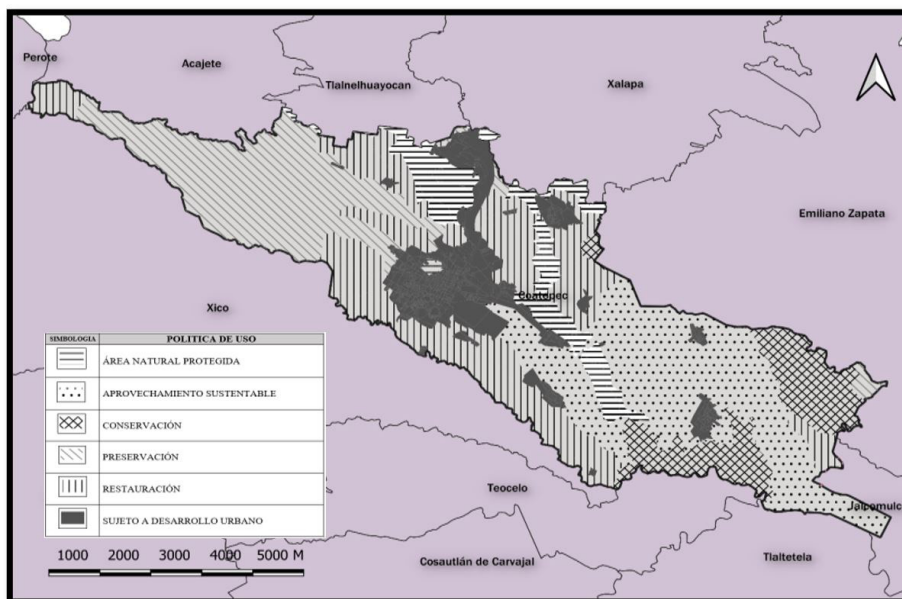 Perote
Acajete
Tlalnelhuayocan
Xalapa
Emiliano Zapata
Coatepec
Xico
SIMBOLOGIA POLITICA DE USO
ÁREA NATURAL PROTEGIDA
APROVECHAMIENTO SUSTENTABLE
CONSERVACIÓN
PRESERVACIÓN
RESTAURACIÓN
SUJETO A DESARROLLO URBANO
Teocelo
Jalcomulc
Cosautlán de Carvajal
Tlaltetela
1000 2000 3000 4000 5000 M